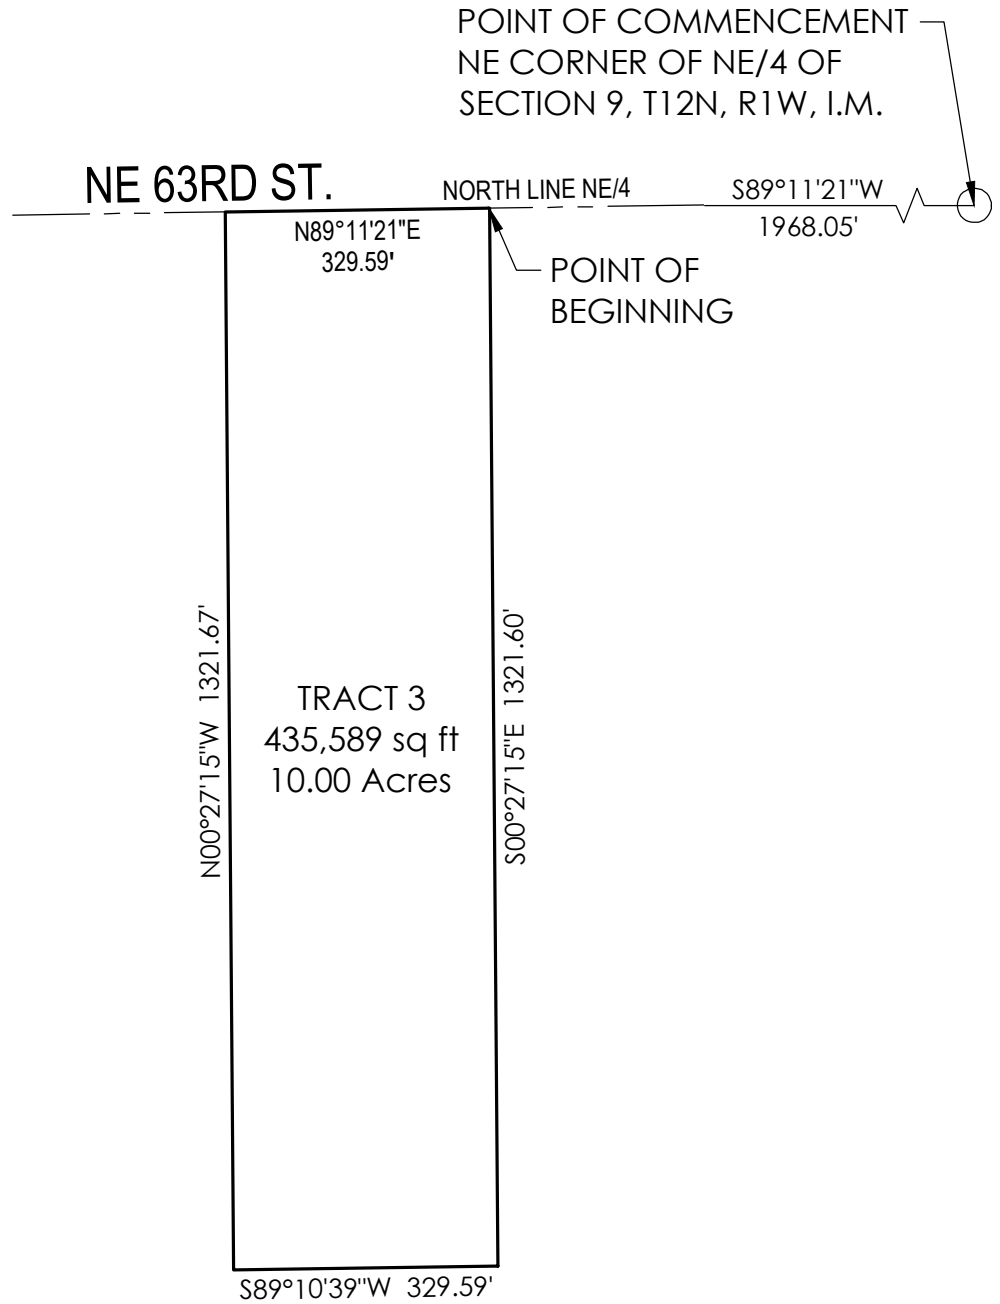 POINT OF COMMENCEMENT
NE CORNER OF NE/4 OF
SECTION 9, T12N, R1W, I.M.
NE 63RD ST.
NORTH LINE NE/4
S89°11'21"W
1968.05'
N89°11'21"E
329.59'
POINT OF
BEGINNING
N00°27'15"W 1321.67'
TRACT 3
435,589 sq ft
10.00 Acres
S00°27'15"E 1321.60'
S89°10'39"W 329.59'